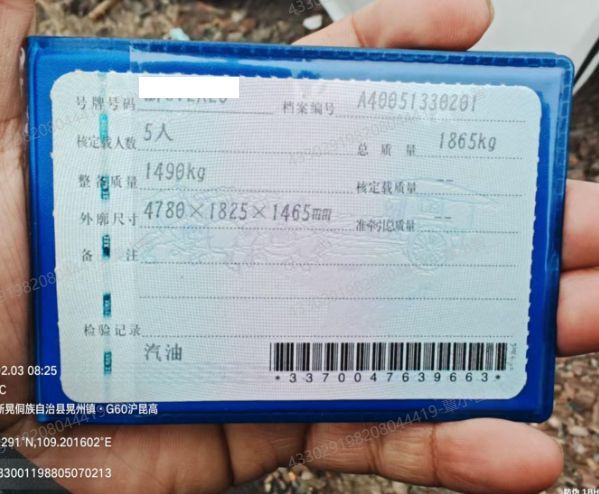 号牌号码
档案编号 A40051330201
核定载人数 5人
总质量 1865kg
整备质量 1490kg
核定载质量 --
外廓尺寸 4780×1825×1465mm
准牵引总质量 --
备注
检验记录
汽油
*3370047639663*
02.03 08:25
℃
新晃侗族自治县晃州镇·G60沪昆高
291°N,109.201602°E
33001198805070213